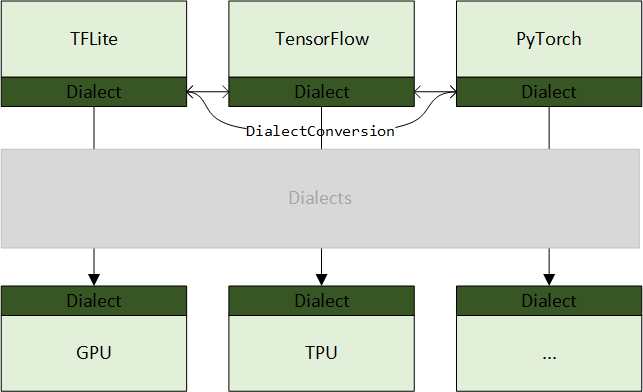 TFLite
TensorFlow
PyTorch
Dialect
Dialect
Dialect
DialectConversion
Dialects
Dialect
Dialect
Dialect
GPU
TPU
...